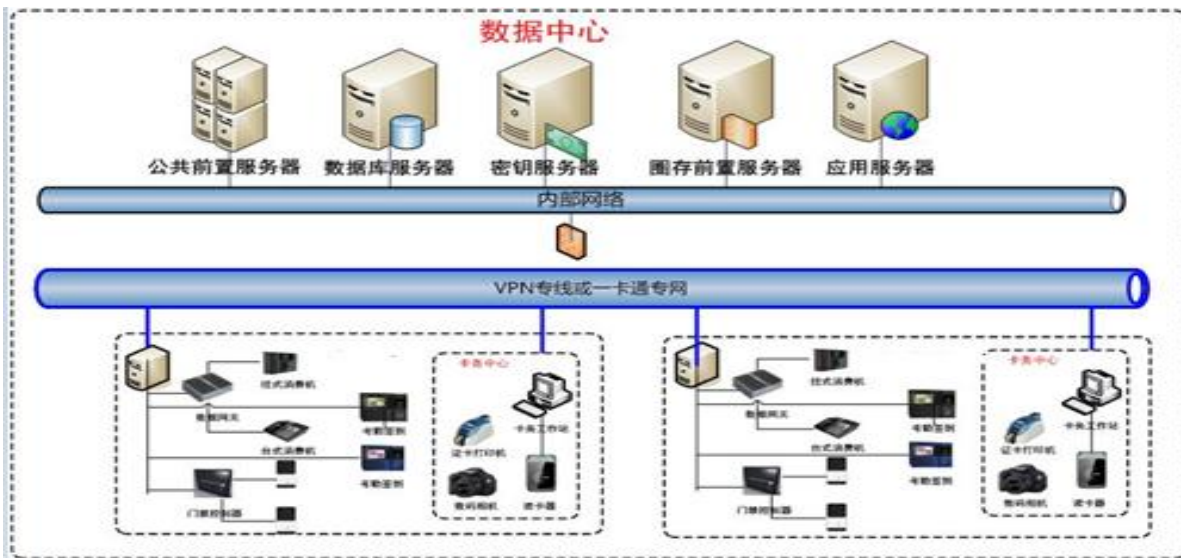 数据中心
公共前置服务器
数据库服务器
密钥服务器
圈存前置服务器
应用服务器
内部网络
VPN专线或一卡通专网
挂式消费机
数据网关
台式消费机
考勤签到
考勤签到
门禁控制器
卡务中心
卡务工作站
证卡打印机
数码相机
读卡器
挂式消费机
数据网关
台式消费机
考勤签到
考勤签到
门禁控制器
卡务中心
卡务工作站
证卡打印机
数码相机
读卡器